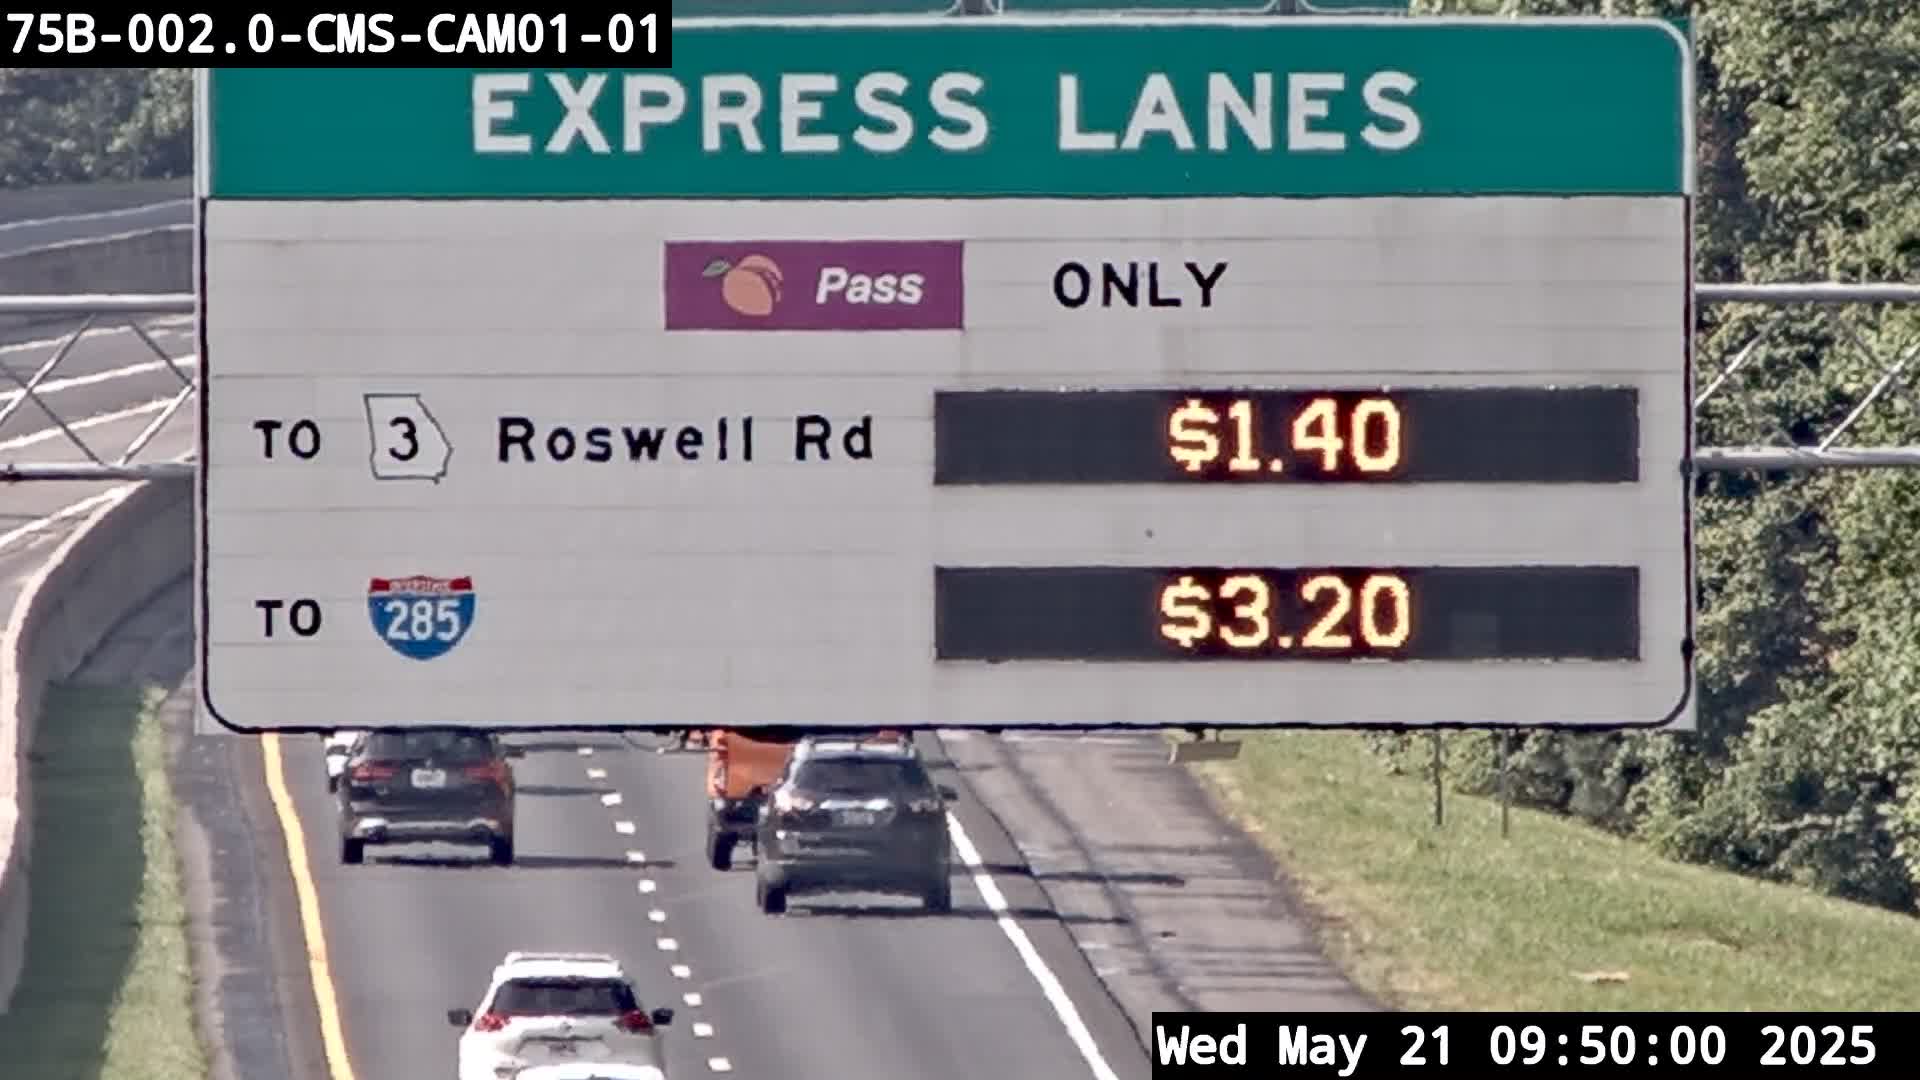 75B-002.0-CMS-CAM01-01
EXPRESS LANES
Pass ONLY
TO 3 Roswell Rd $1.40
TO INTERSTATE 285 $3.20
Wed May 21 09:50:00 2025